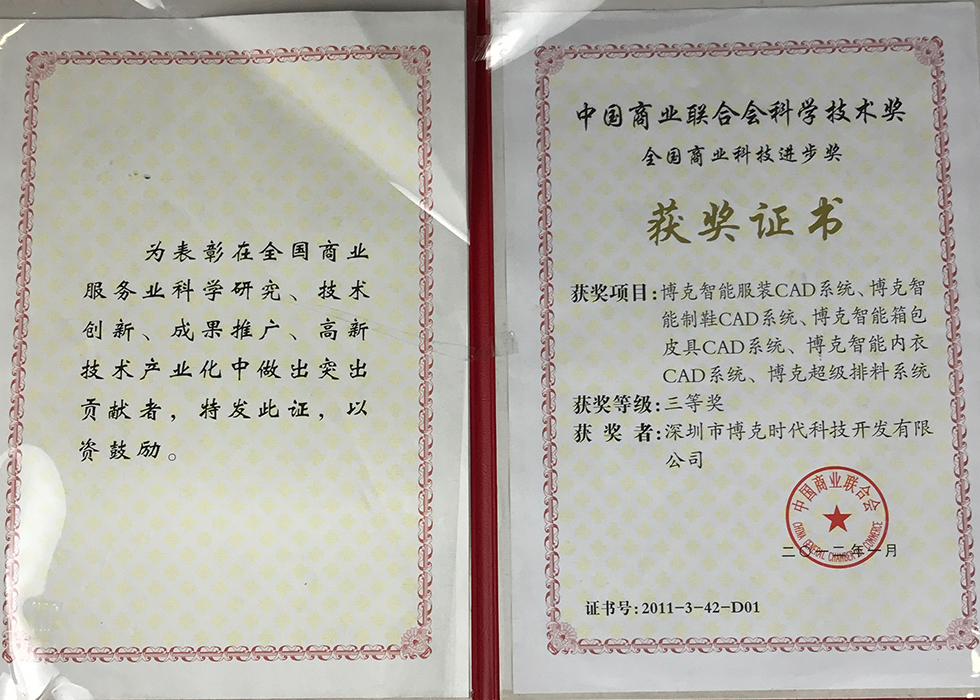 为表彰在全国商业
服务业科学研究、技术
创新、成果推广、高新
技术产业化中做出突出
贡献者，特发此证，以
资鼓励。
中国商业联合会科学技术奖
全国商业科技进步奖
获奖证书
获奖项目:博克智能服装CAD系统、博克智
能制鞋CAD系统、博克智能箱包
皮具CAD系统、博克智能内衣
CAD系统、博克超级排料系统
获奖等级:三等奖
获 奖 者:深圳市博克时代科技开发有限
公司
中国商业联合会
CHINA GENERAL CHAMBER OF COMMERCE
二〇一二年一月
证书号:2011-3-42-D01